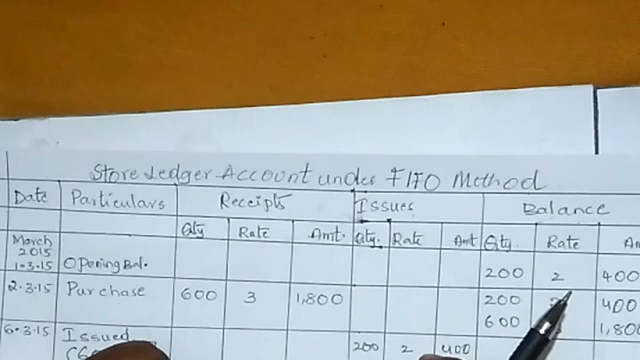 Store Ledger Account under FIFO Method
Date Particulars Receipts Issues Balance
Qty Rate Amt. Qty. Rate Amt Qty. Rate
March
2015
1.3.15 Opening Bal. 200 2 400
2.3.15 Purchase 600 3 1,800 200 400
600 1,800
6.3.15 Issued 200 2 400